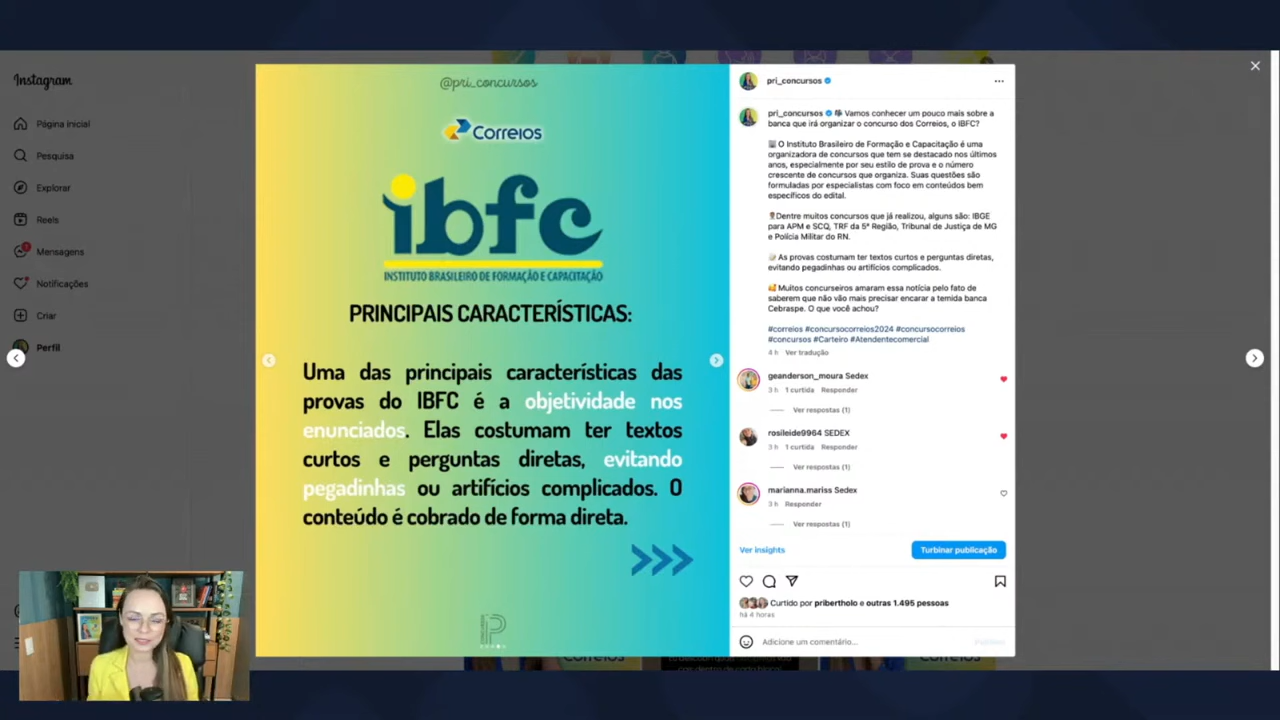 Instagram
Página inicial
Pesquisa
Explorar
Reels
Mensagens
Notificações
Criar
Perfil
@pri_concursos
Correios
ibfc
INSTITUTO BRASILEIRO DE FORMAÇÃO E CAPACITAÇÃO
PRINCIPAIS CARACTERÍSTICAS:
Uma das principais características das
provas do IBFC é a objetividade nos
enunciados. Elas costumam ter textos
curtos e perguntas diretas, evitando
pegadinhas ou artifícios complicados. O
conteúdo é cobrado de forma direta.
pri_concursos
pri_concursos Vamos conhecer um pouco mais sobre a
banca que irá organizar o concurso dos Correios, o IBFC?
O Instituto Brasileiro de Formação e Capacitação é uma
organizadora de concursos que tem se destacado nos últimos
anos, especialmente por seu estilo de prova e o número
crescente de concursos que organiza. Suas questões são
formuladas por especialistas com foco em conteúdos bem
específicos do edital.
Dentre muitos concursos que já realizou, alguns são: IBGE
para APM e SCQ, TRF da 5ª Região, Tribunal de Justiça de MG
e Polícia Militar do RN.
As provas costumam ter textos curtos e perguntas diretas,
evitando pegadinhas ou artifícios complicados.
Muitos concurseiros amaram essa notícia pelo fato de
saberem que não vão mais precisar encarar a temida banca
Cebraspe. O que você achou?
#correios #concursocorreios2024 #concursocorreios
#concursos #Carteiro #Atendentecomercial
4 h Ver tradução
geanderson_moura Sedex
3 h 1 curtida Responder
Ver respostas (1)
rosileide9964 SEDEX
3 h 1 curtida Responder
Ver respostas (1)
marianna.mariss Sedex
3 h Responder
Ver respostas (1)
Ver insights
Turbinar publicação
Curtido por pribertholo e outras 1.495 pessoas
há 4 horas
Adicione um comentário...
Publicar